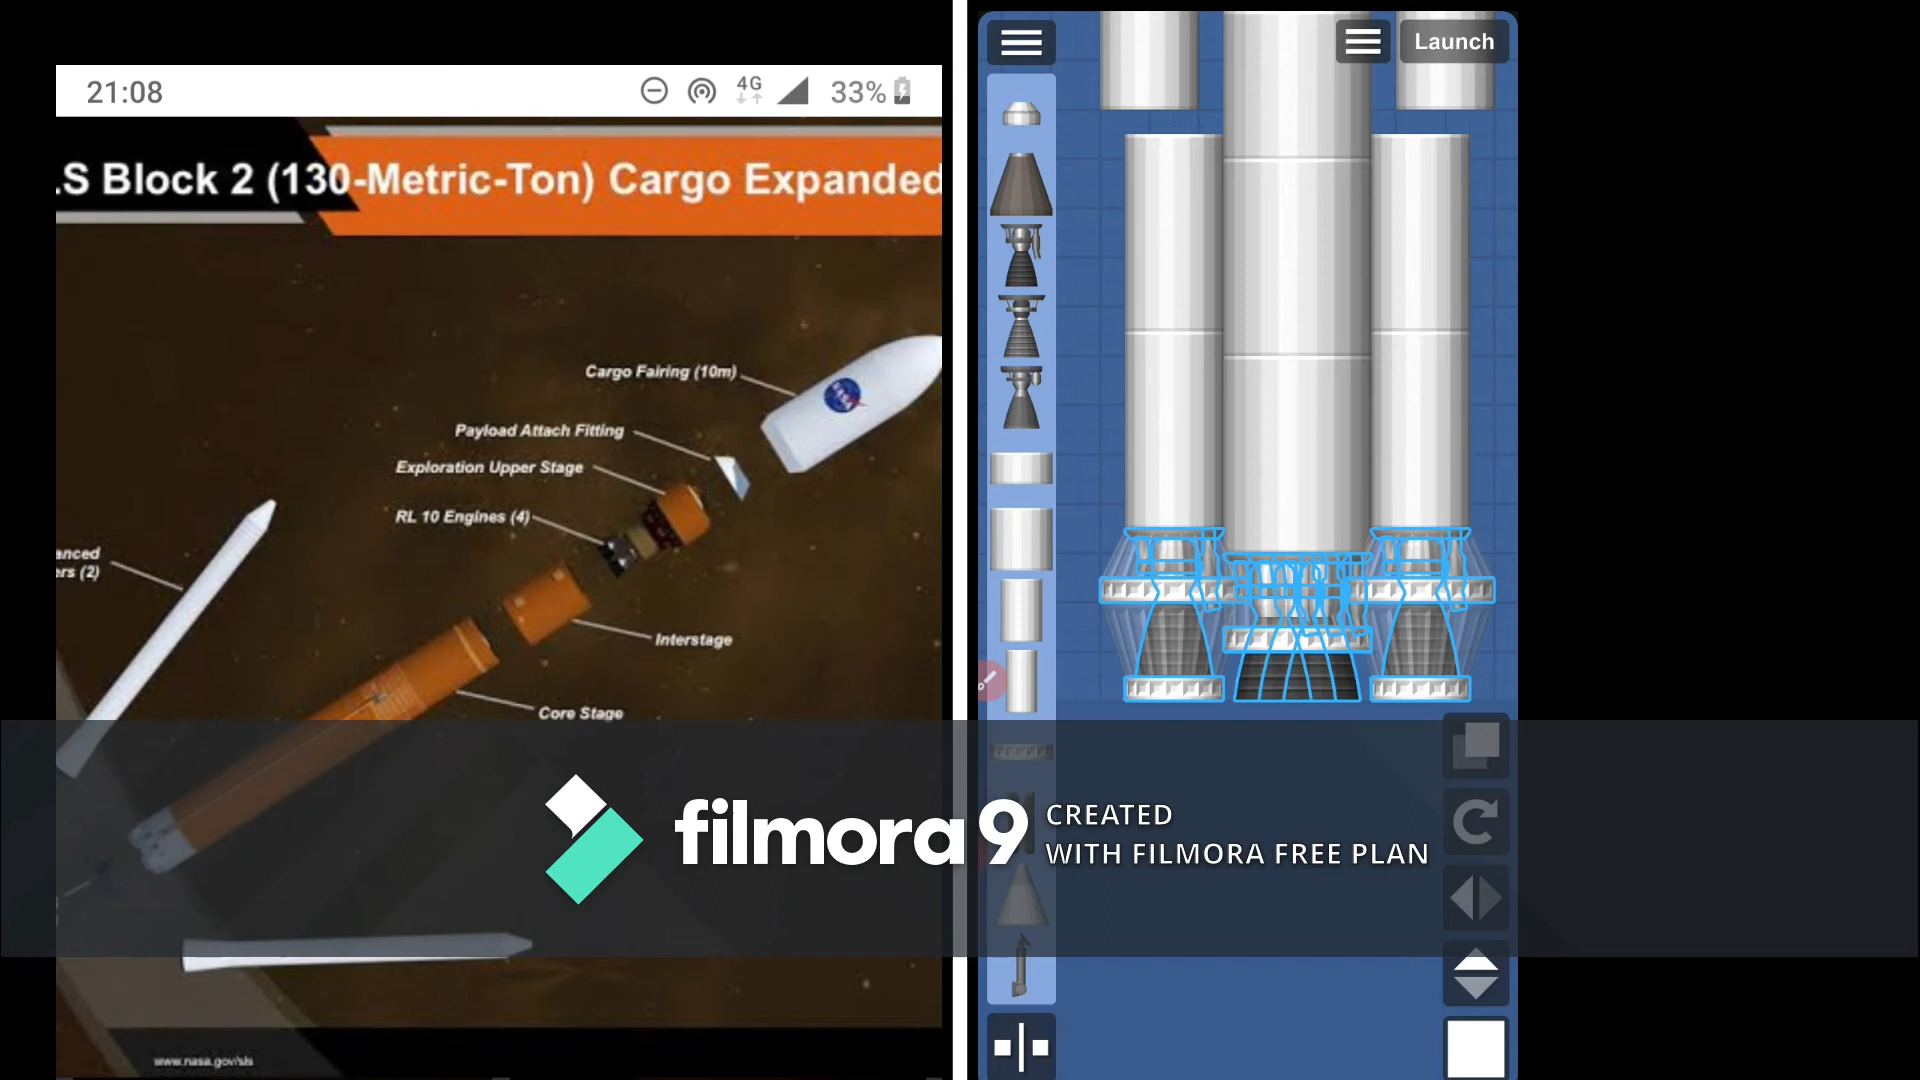 21:08
4G
33%
.S Block 2 (130-Metric-Ton) Cargo Expanded
Cargo Fairing (10m)
NASA
Payload Attach Fitting
Exploration Upper Stage
RL 10 Engines (4)
anced
ers (2)
Interstage
Core Stage
www.nasa.gov/sls
Launch
filmora9
CREATED
WITH FILMORA FREE PLAN